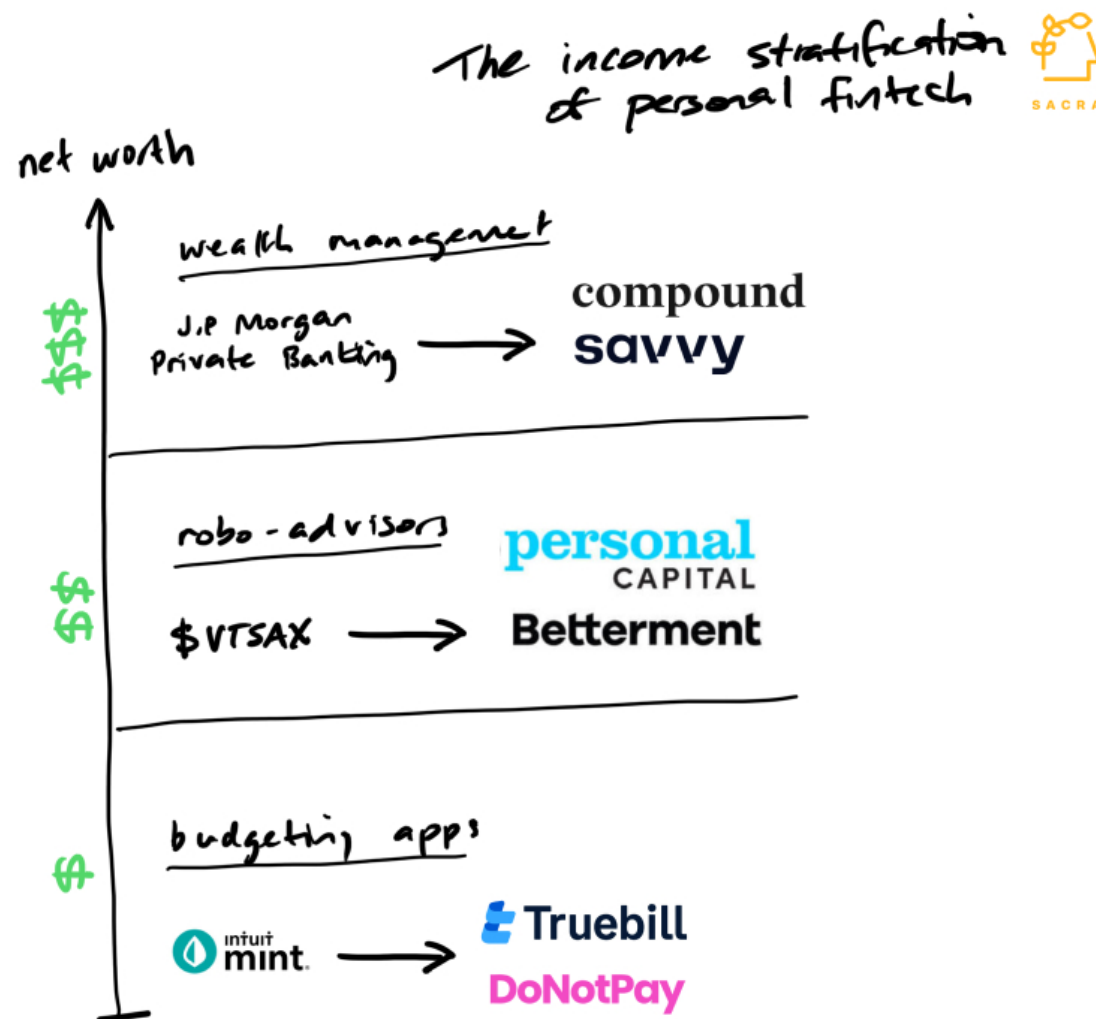 The income stratification
of personal fintech
SACRA
net worth
wealth management
$$$
J.P Morgan
Private Banking
compound
savvy
robo-advisors
$$
$VTSAX
personal
CAPITAL
Betterment
budgeting apps
$
intuit
mint.
Truebill
DoNotPay